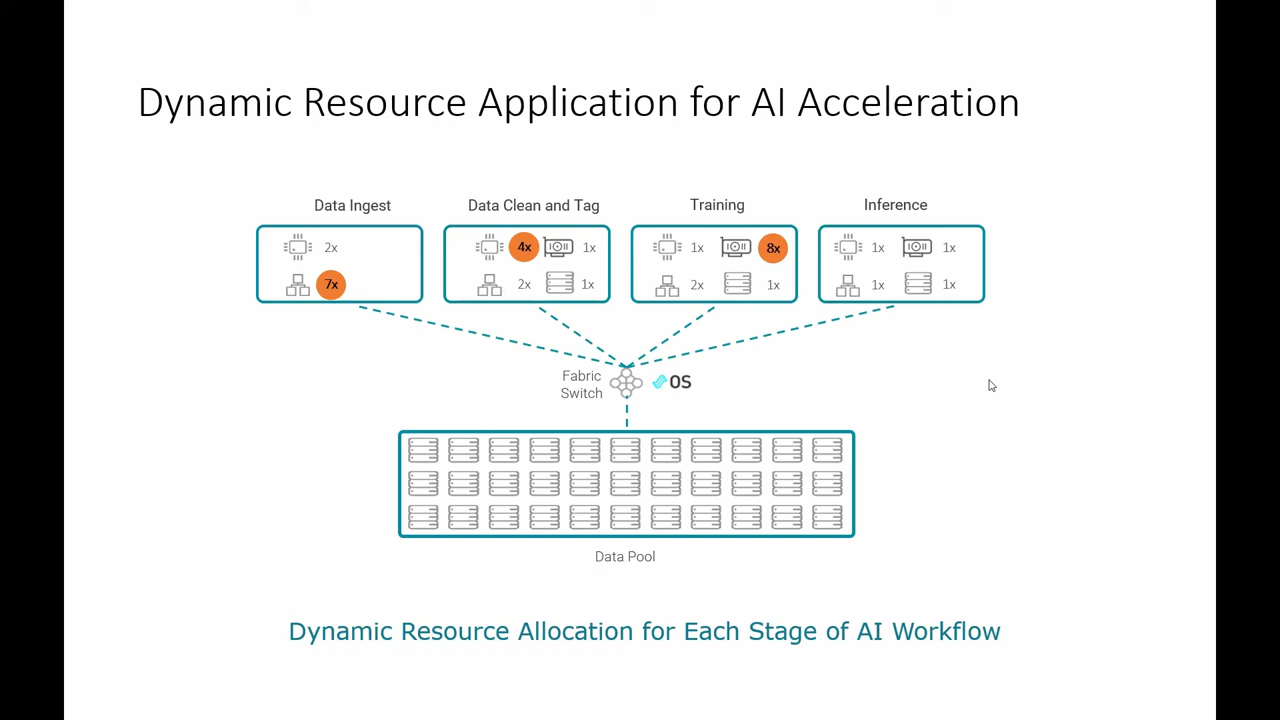 Dynamic Resource Application for AI Acceleration
Data Ingest
Data Clean and Tag
Training
Inference
2x
4x
1x
1x
8x
1x
1x
7x
2x
1x
2x
1x
1x
1x
Fabric
Switch
OS
Data Pool
Dynamic Resource Allocation for Each Stage of AI Workflow